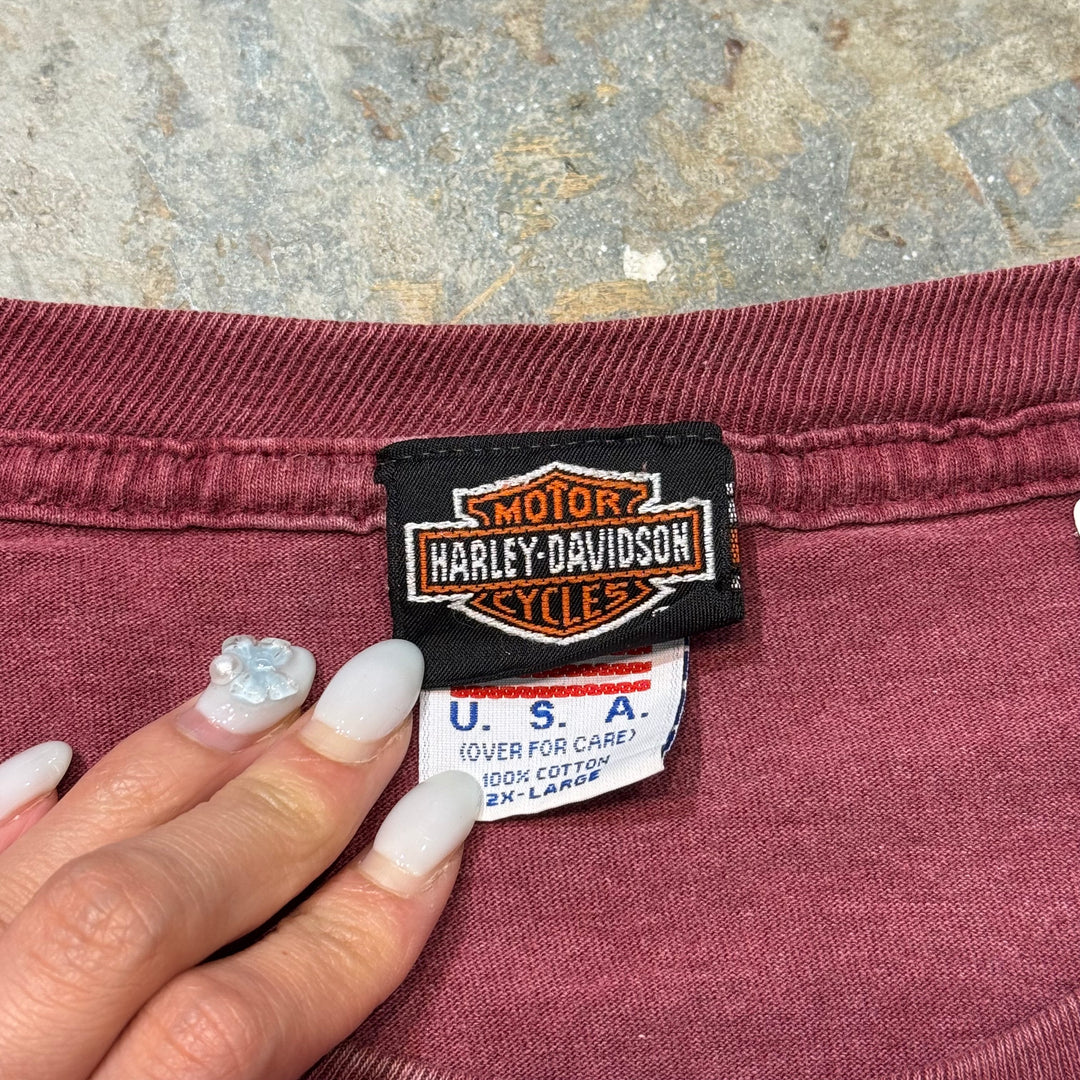 MOTOR
HARLEY-DAVIDSON
CYCLES
U. S. A.
(OVER FOR CARE)
100% COTTON
2X-LARGE